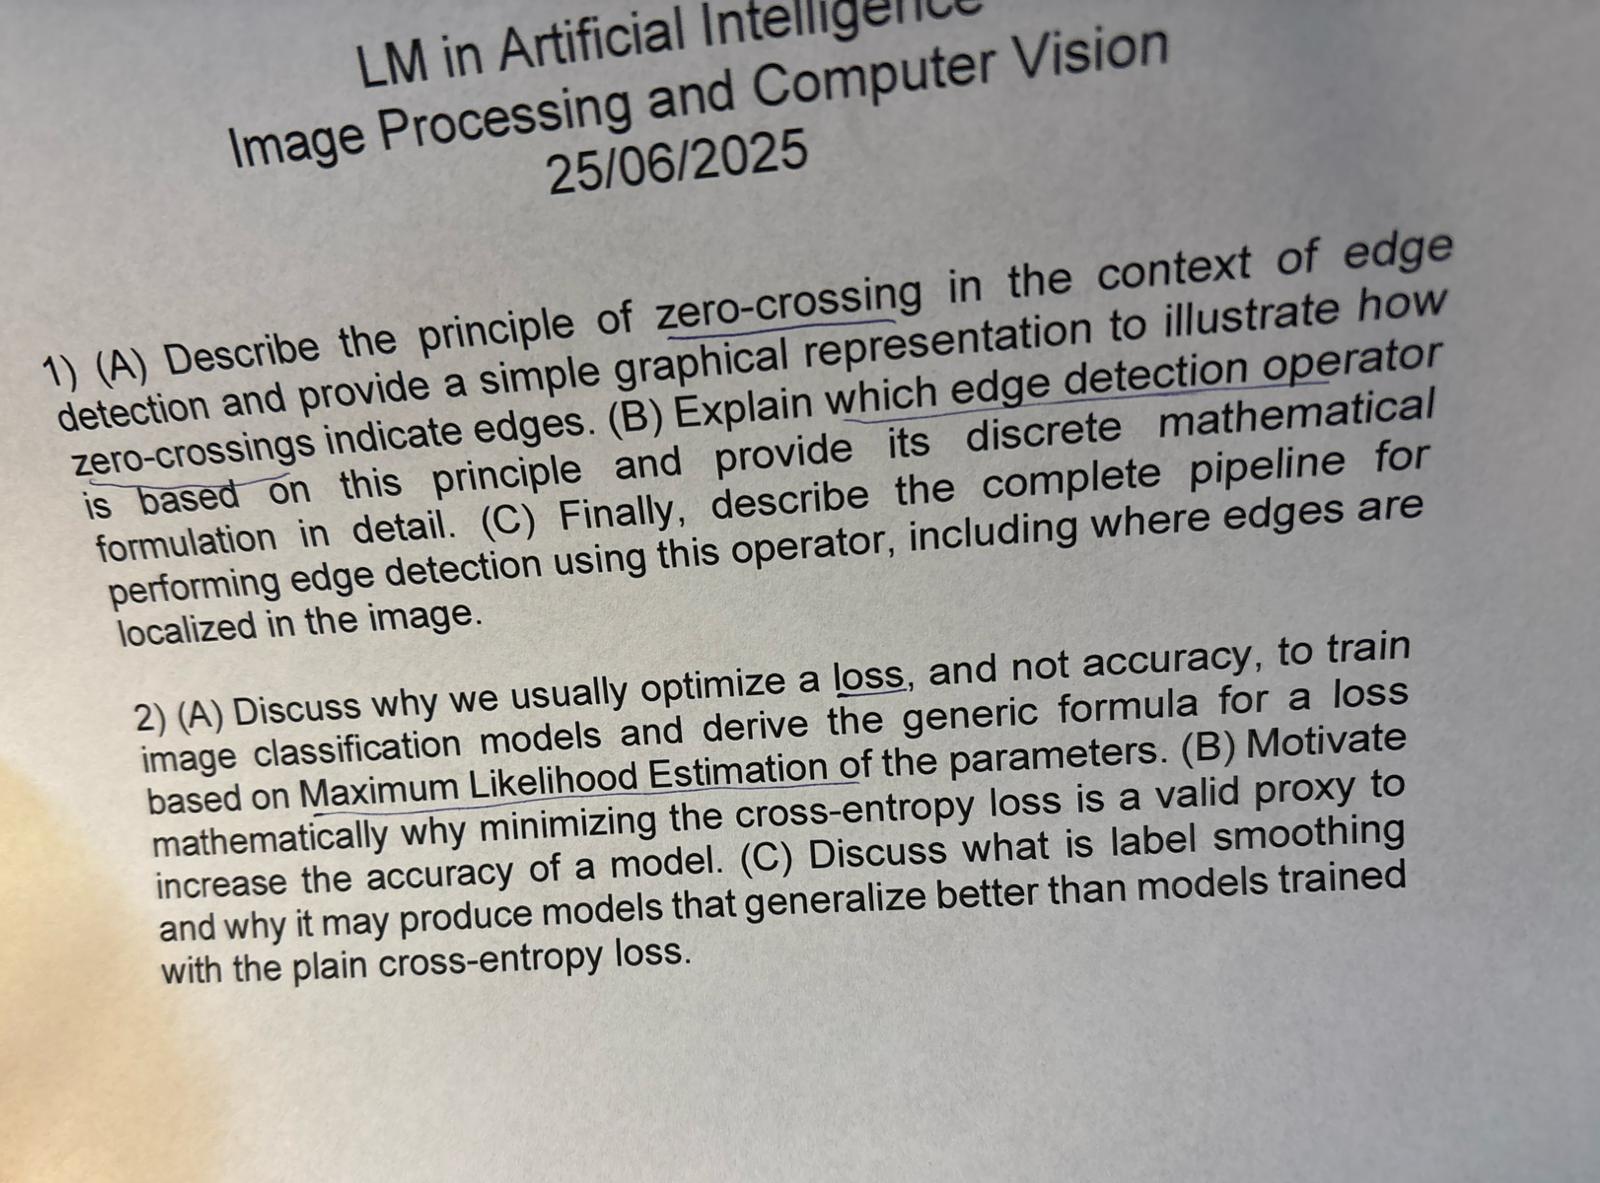 LM in Artificial Intelligence
Image Processing and Computer Vision
25/06/2025
1) (A) Describe the principle of zero-crossing in the context of edge
detection and provide a simple graphical representation to illustrate how
zero-crossings indicate edges. (B) Explain which edge detection operator
is based on this principle and provide its discrete mathematical
formulation in detail. (C) Finally, describe the complete pipeline for
performing edge detection using this operator, including where edges are
localized in the image.
2) (A) Discuss why we usually optimize a loss, and not accuracy, to train
image classification models and derive the generic formula for a loss
based on Maximum Likelihood Estimation of the parameters. (B) Motivate
mathematically why minimizing the cross-entropy loss is a valid proxy to
increase the accuracy of a model. (C) Discuss what is label smoothing
and why it may produce models that generalize better than models trained
with the plain cross-entropy loss.